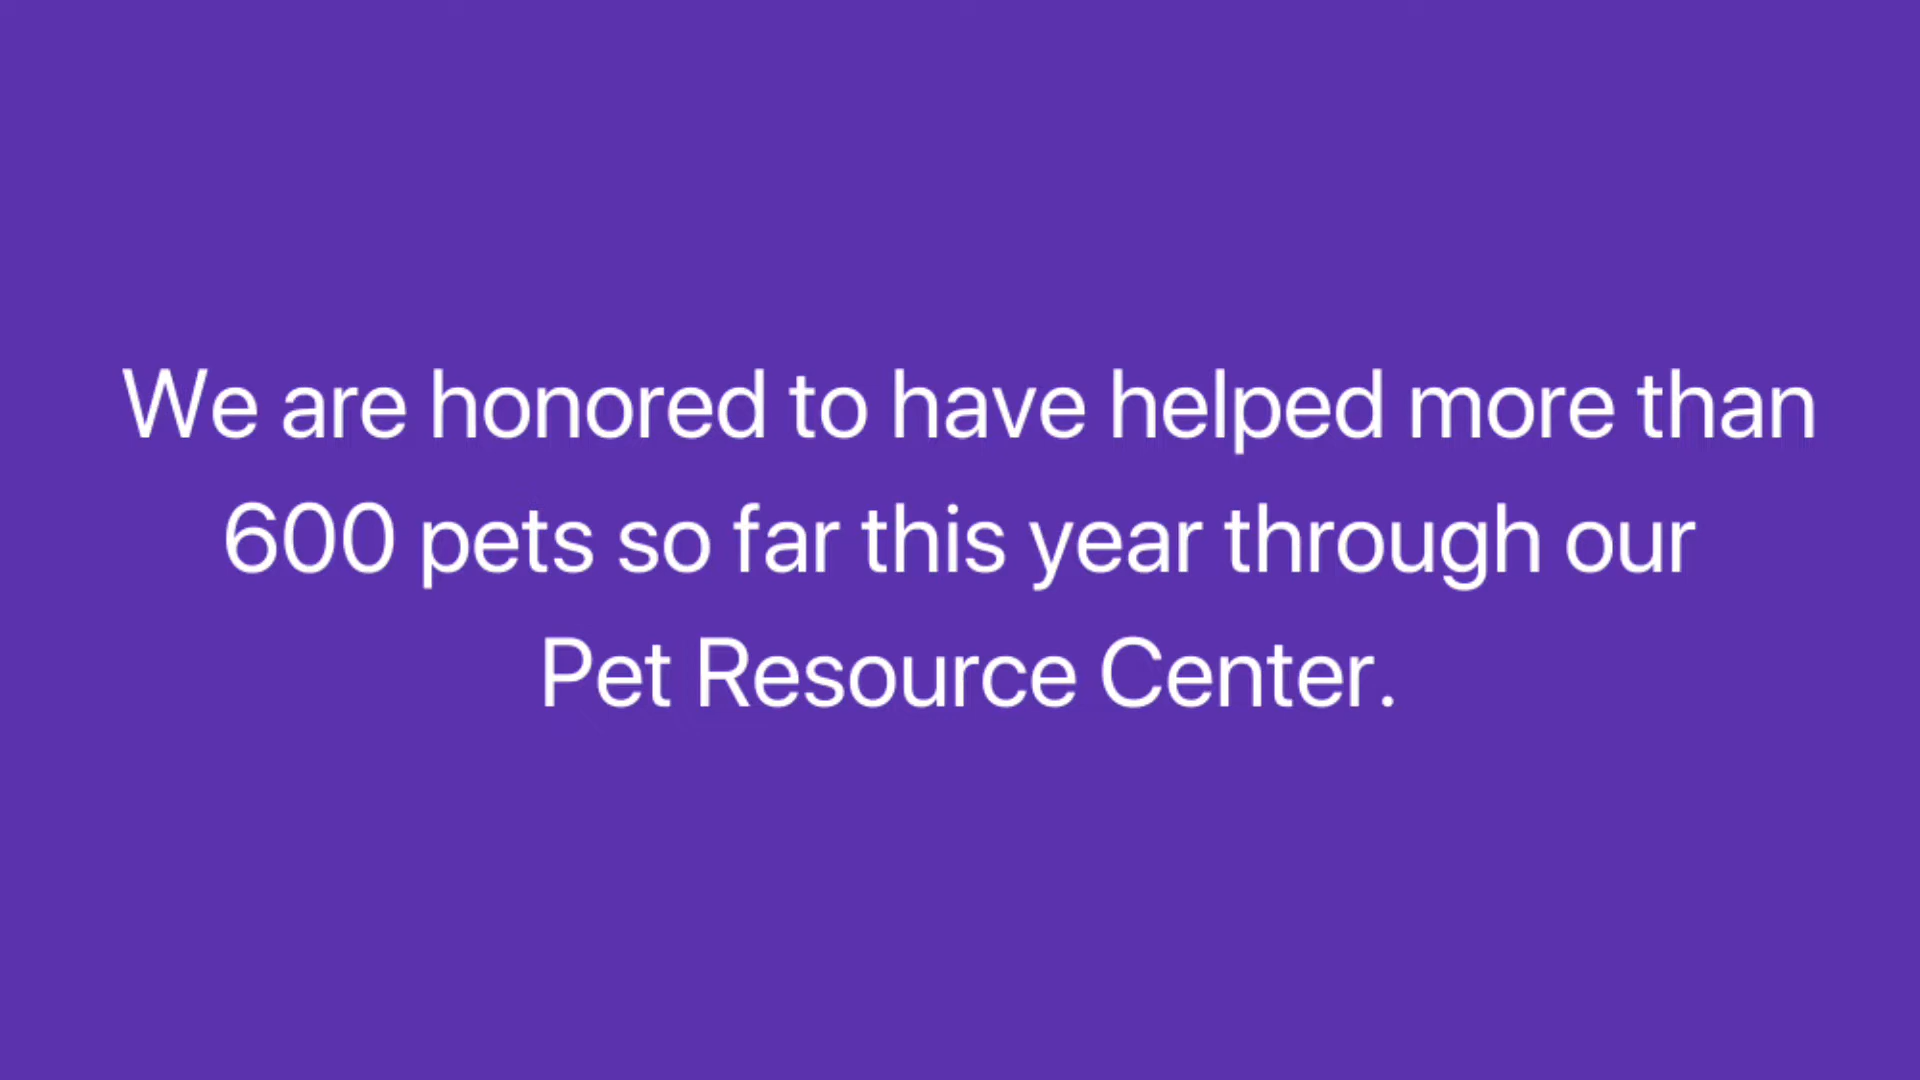 We are honored to have helped more than
600 pets so far this year through our
Pet Resource Center.